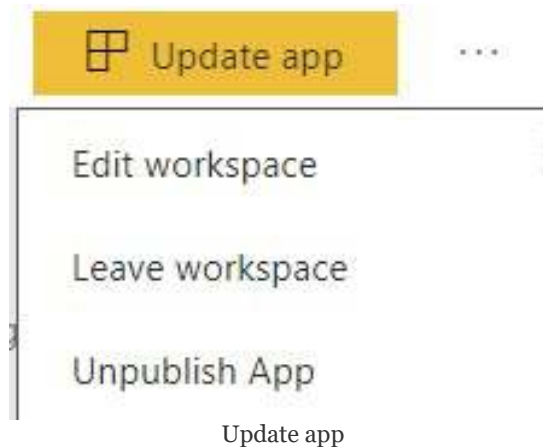 Update app
...
Edit workspace
Leave workspace
Unpublish App
Update app